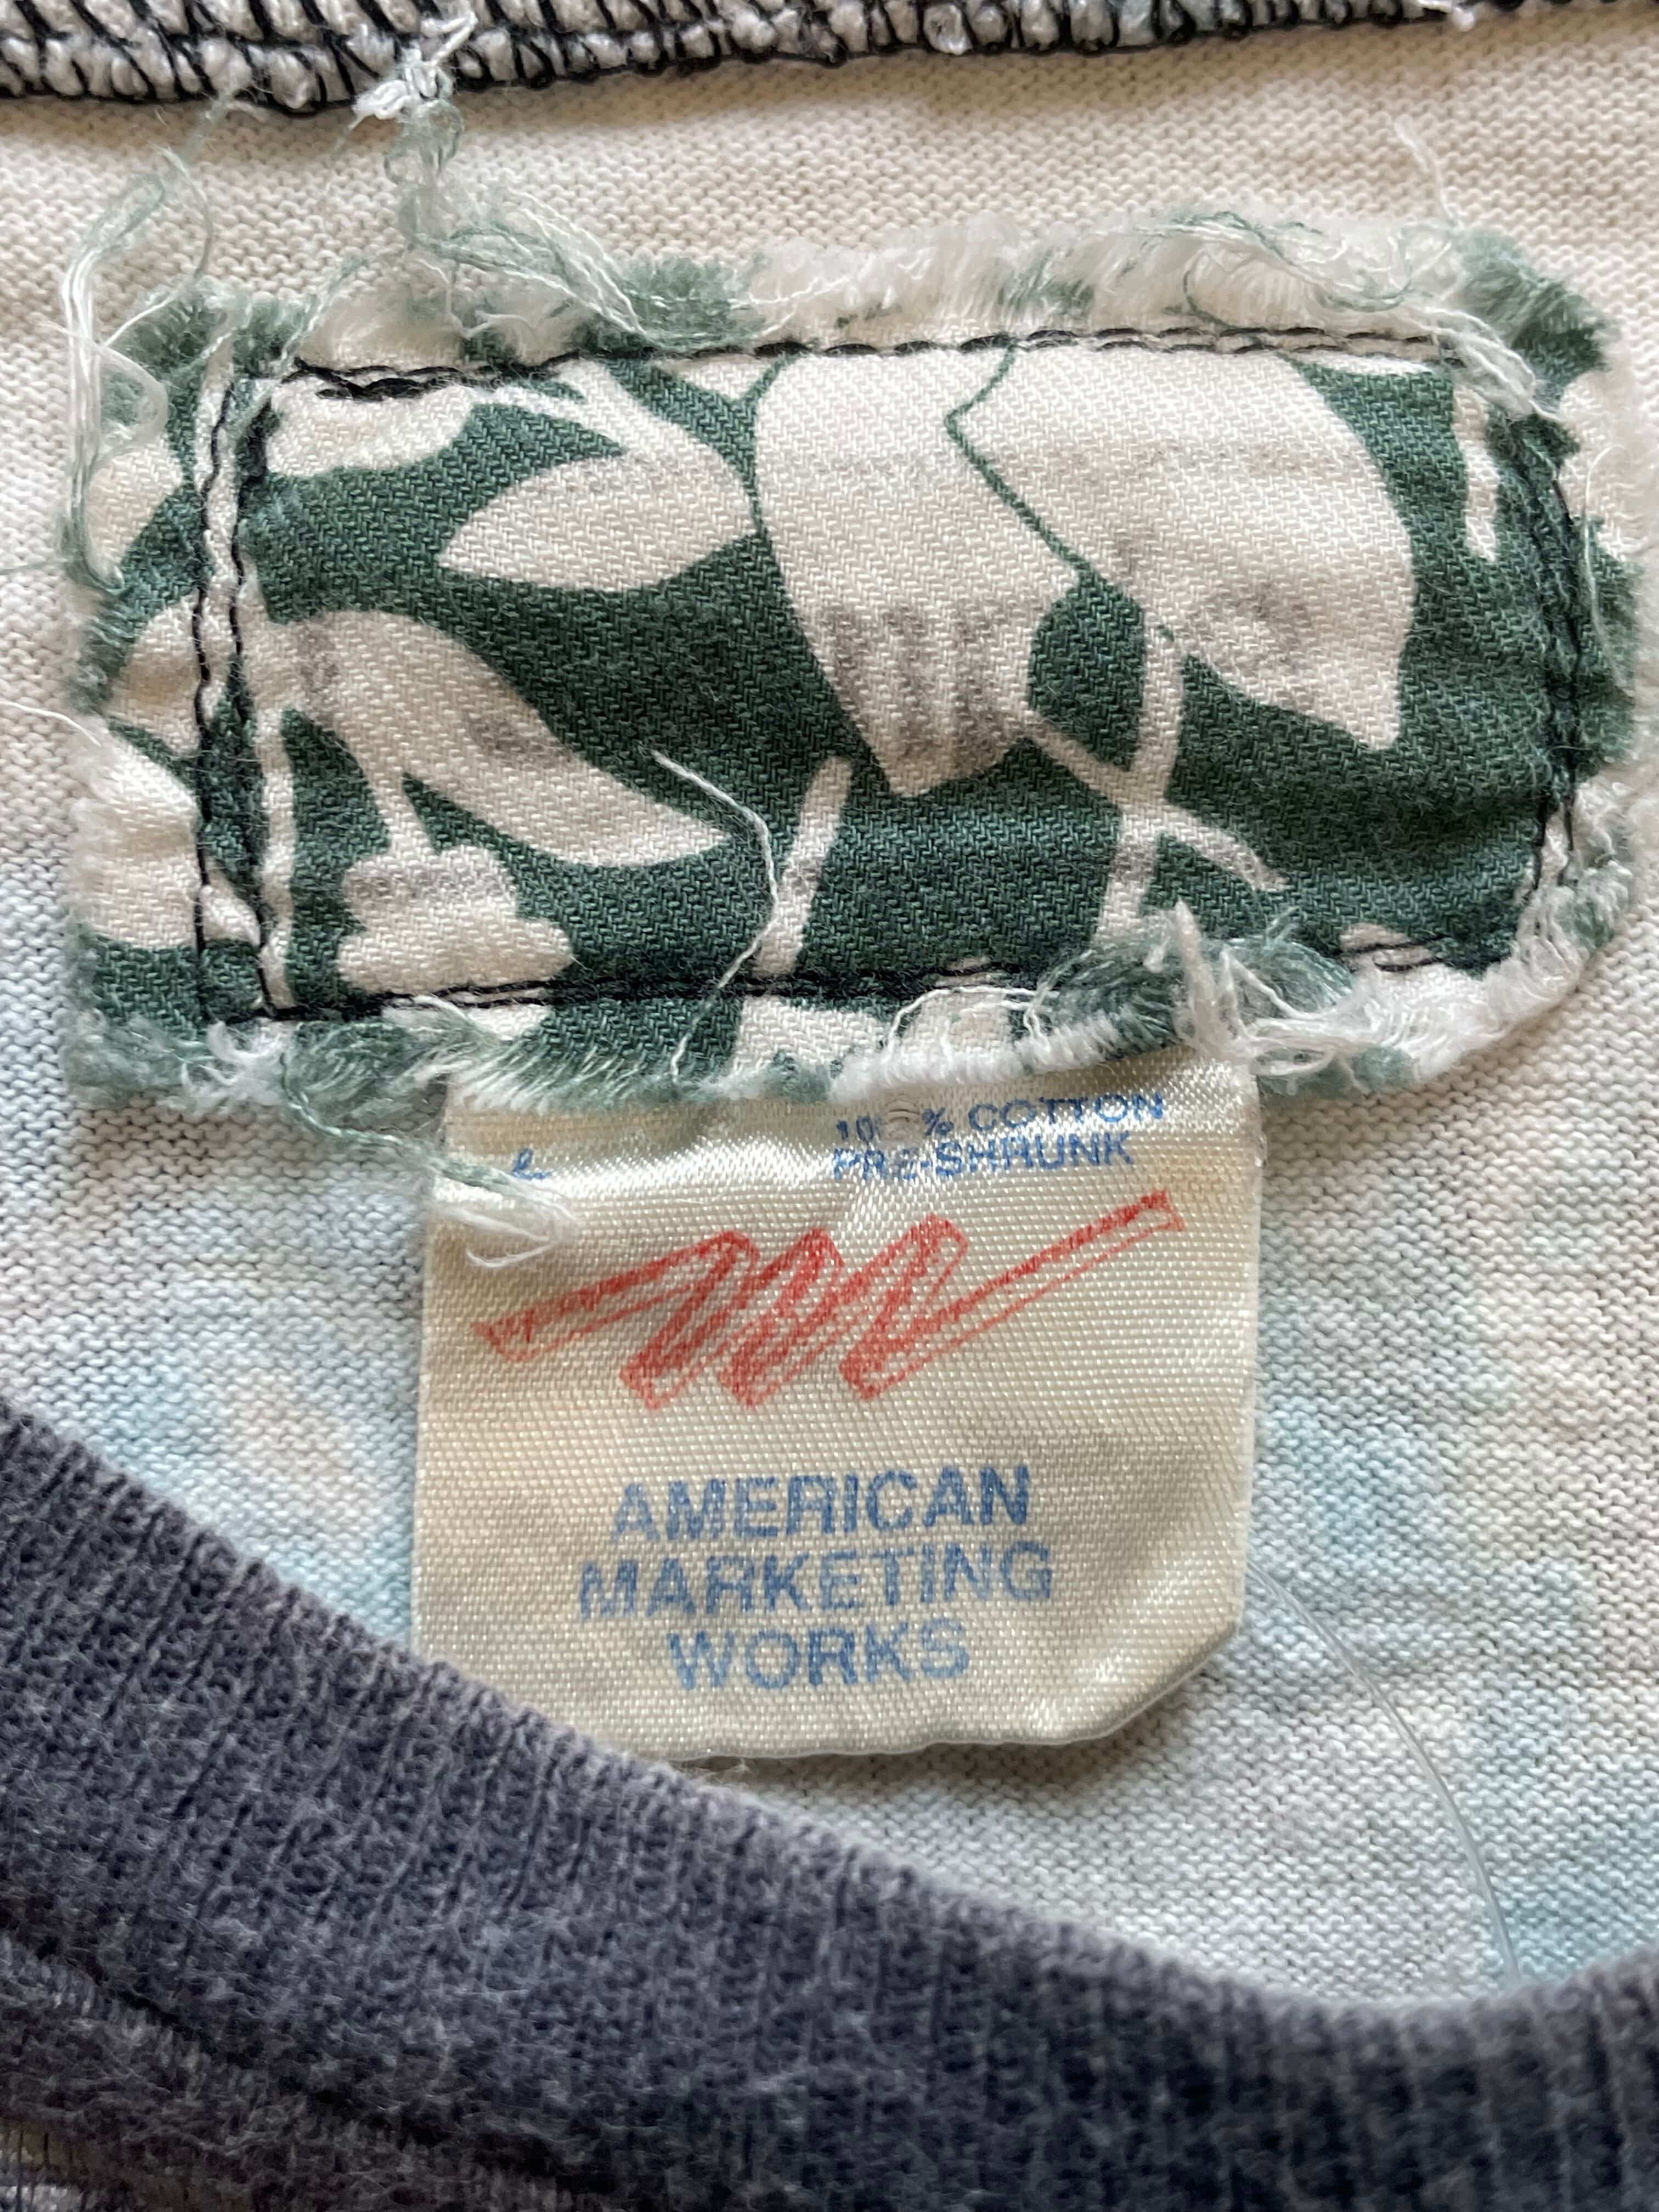 L
100% COTTON
PRE-SHRUNK
AMERICAN
MARKETING
WORKS